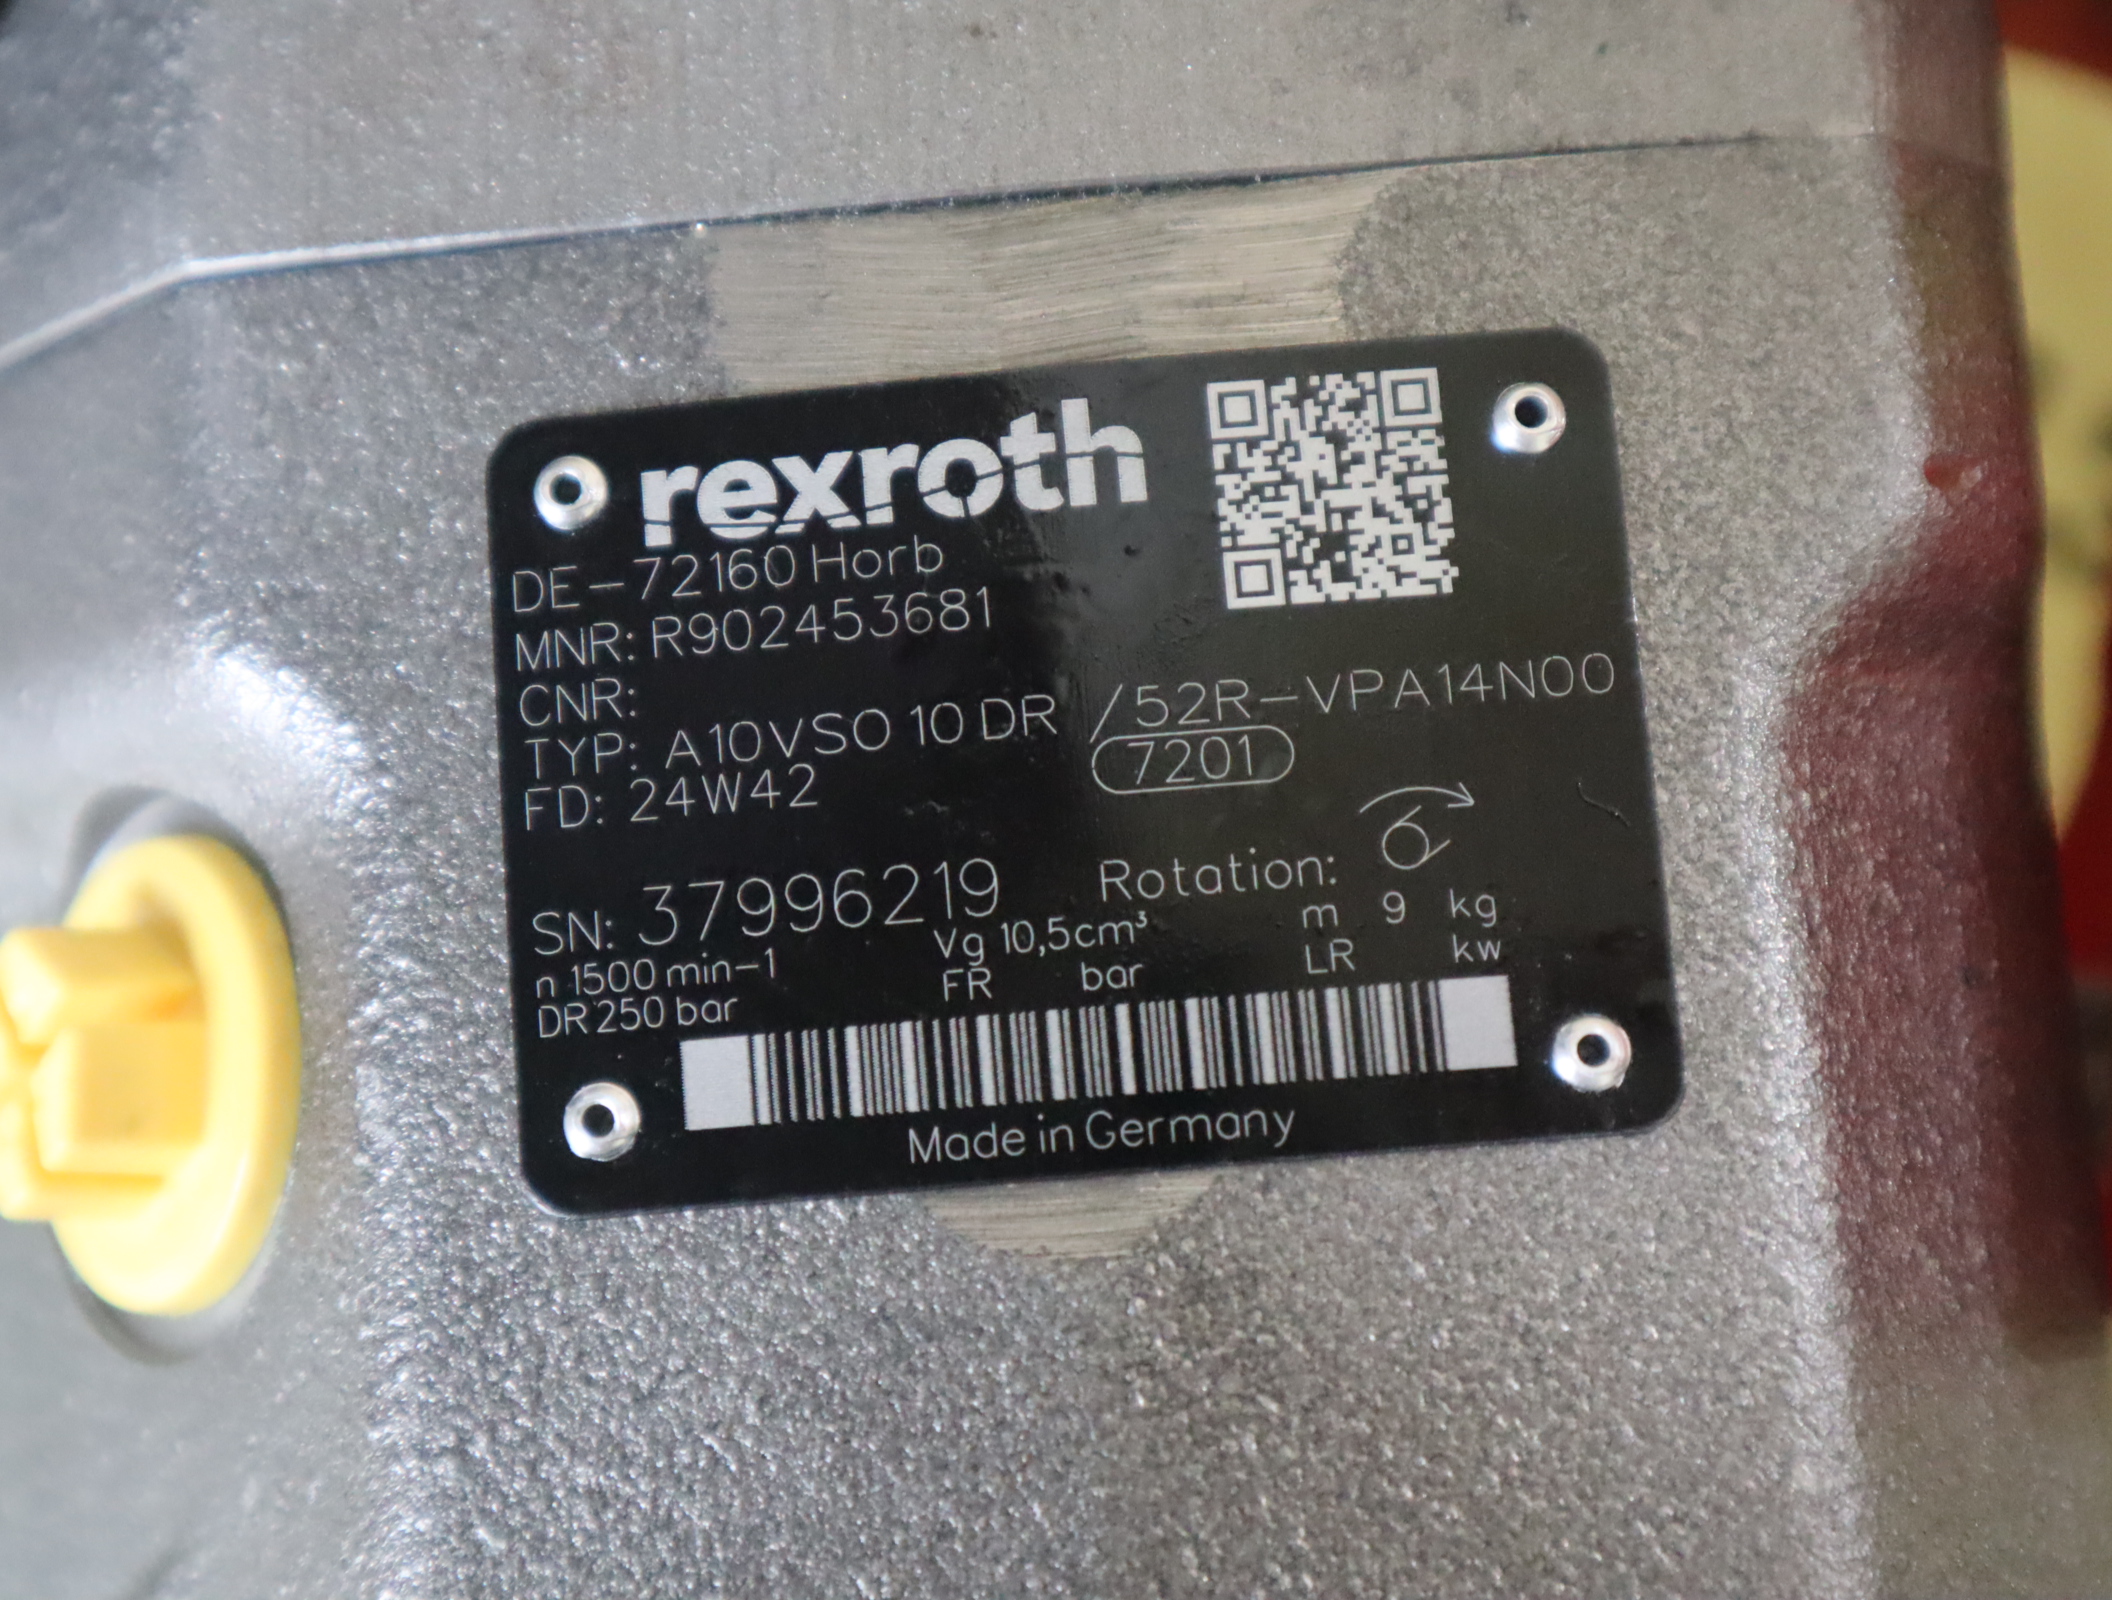 rexroth
DE-72160 Horb
MNR: R902453681
CNR:
TYP: A10VSO 10 DR /52R-VPA14N00
FD: 24W42 7201
SN: 37996219 Rotation:
n 1500 min-1 Vg 10,5cm³ m 9 kg
DR 250 bar FR bar LR kw
Made in Germany